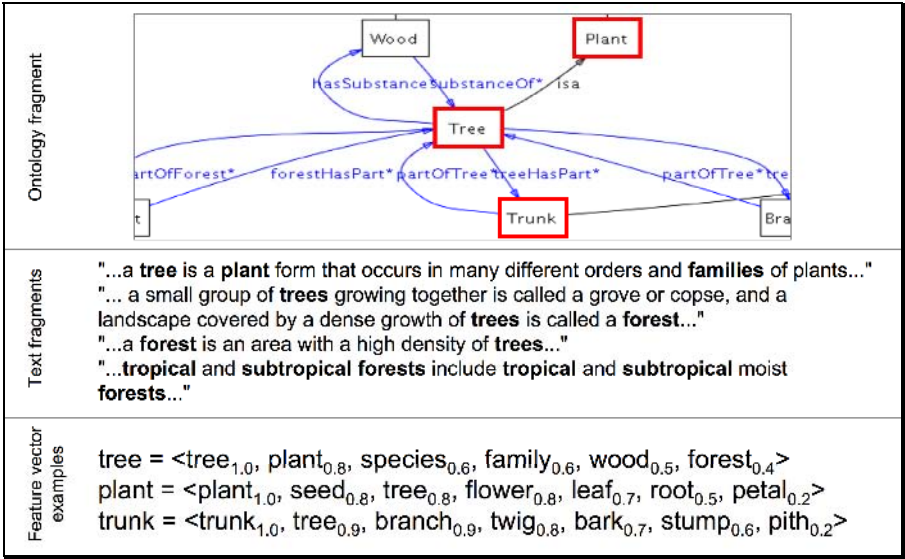 Ontology fragment
Wood
Plant
hasSubstance*
substanceOf*
isa
Tree
artOfForest*
forestHasPart*
partOfTree*
treeHasPart*
partOfTree*
tre
t
Trunk
Bra
Text fragments
"...a tree is a plant form that occurs in many different orders and families of plants..."
"... a small group of trees growing together is called a grove or copse, and a
landscape covered by a dense growth of trees is called a forest..."
"...a forest is an area with a high density of trees..."
"...tropical and subtropical forests include tropical and subtropical moist
forests..."
Feature vector
examples
tree = <tree1.0, plant0.8, species0.6, family0.6, wood0.5, forest0.4>
plant = <plant1.0, seed0.8, tree0.8, flower0.8, leaf0.7, root0.5, petal0.2>
trunk = <trunk1.0, tree0.9, branch0.9, twig0.8, bark0.7, stump0.6, pith0.2>